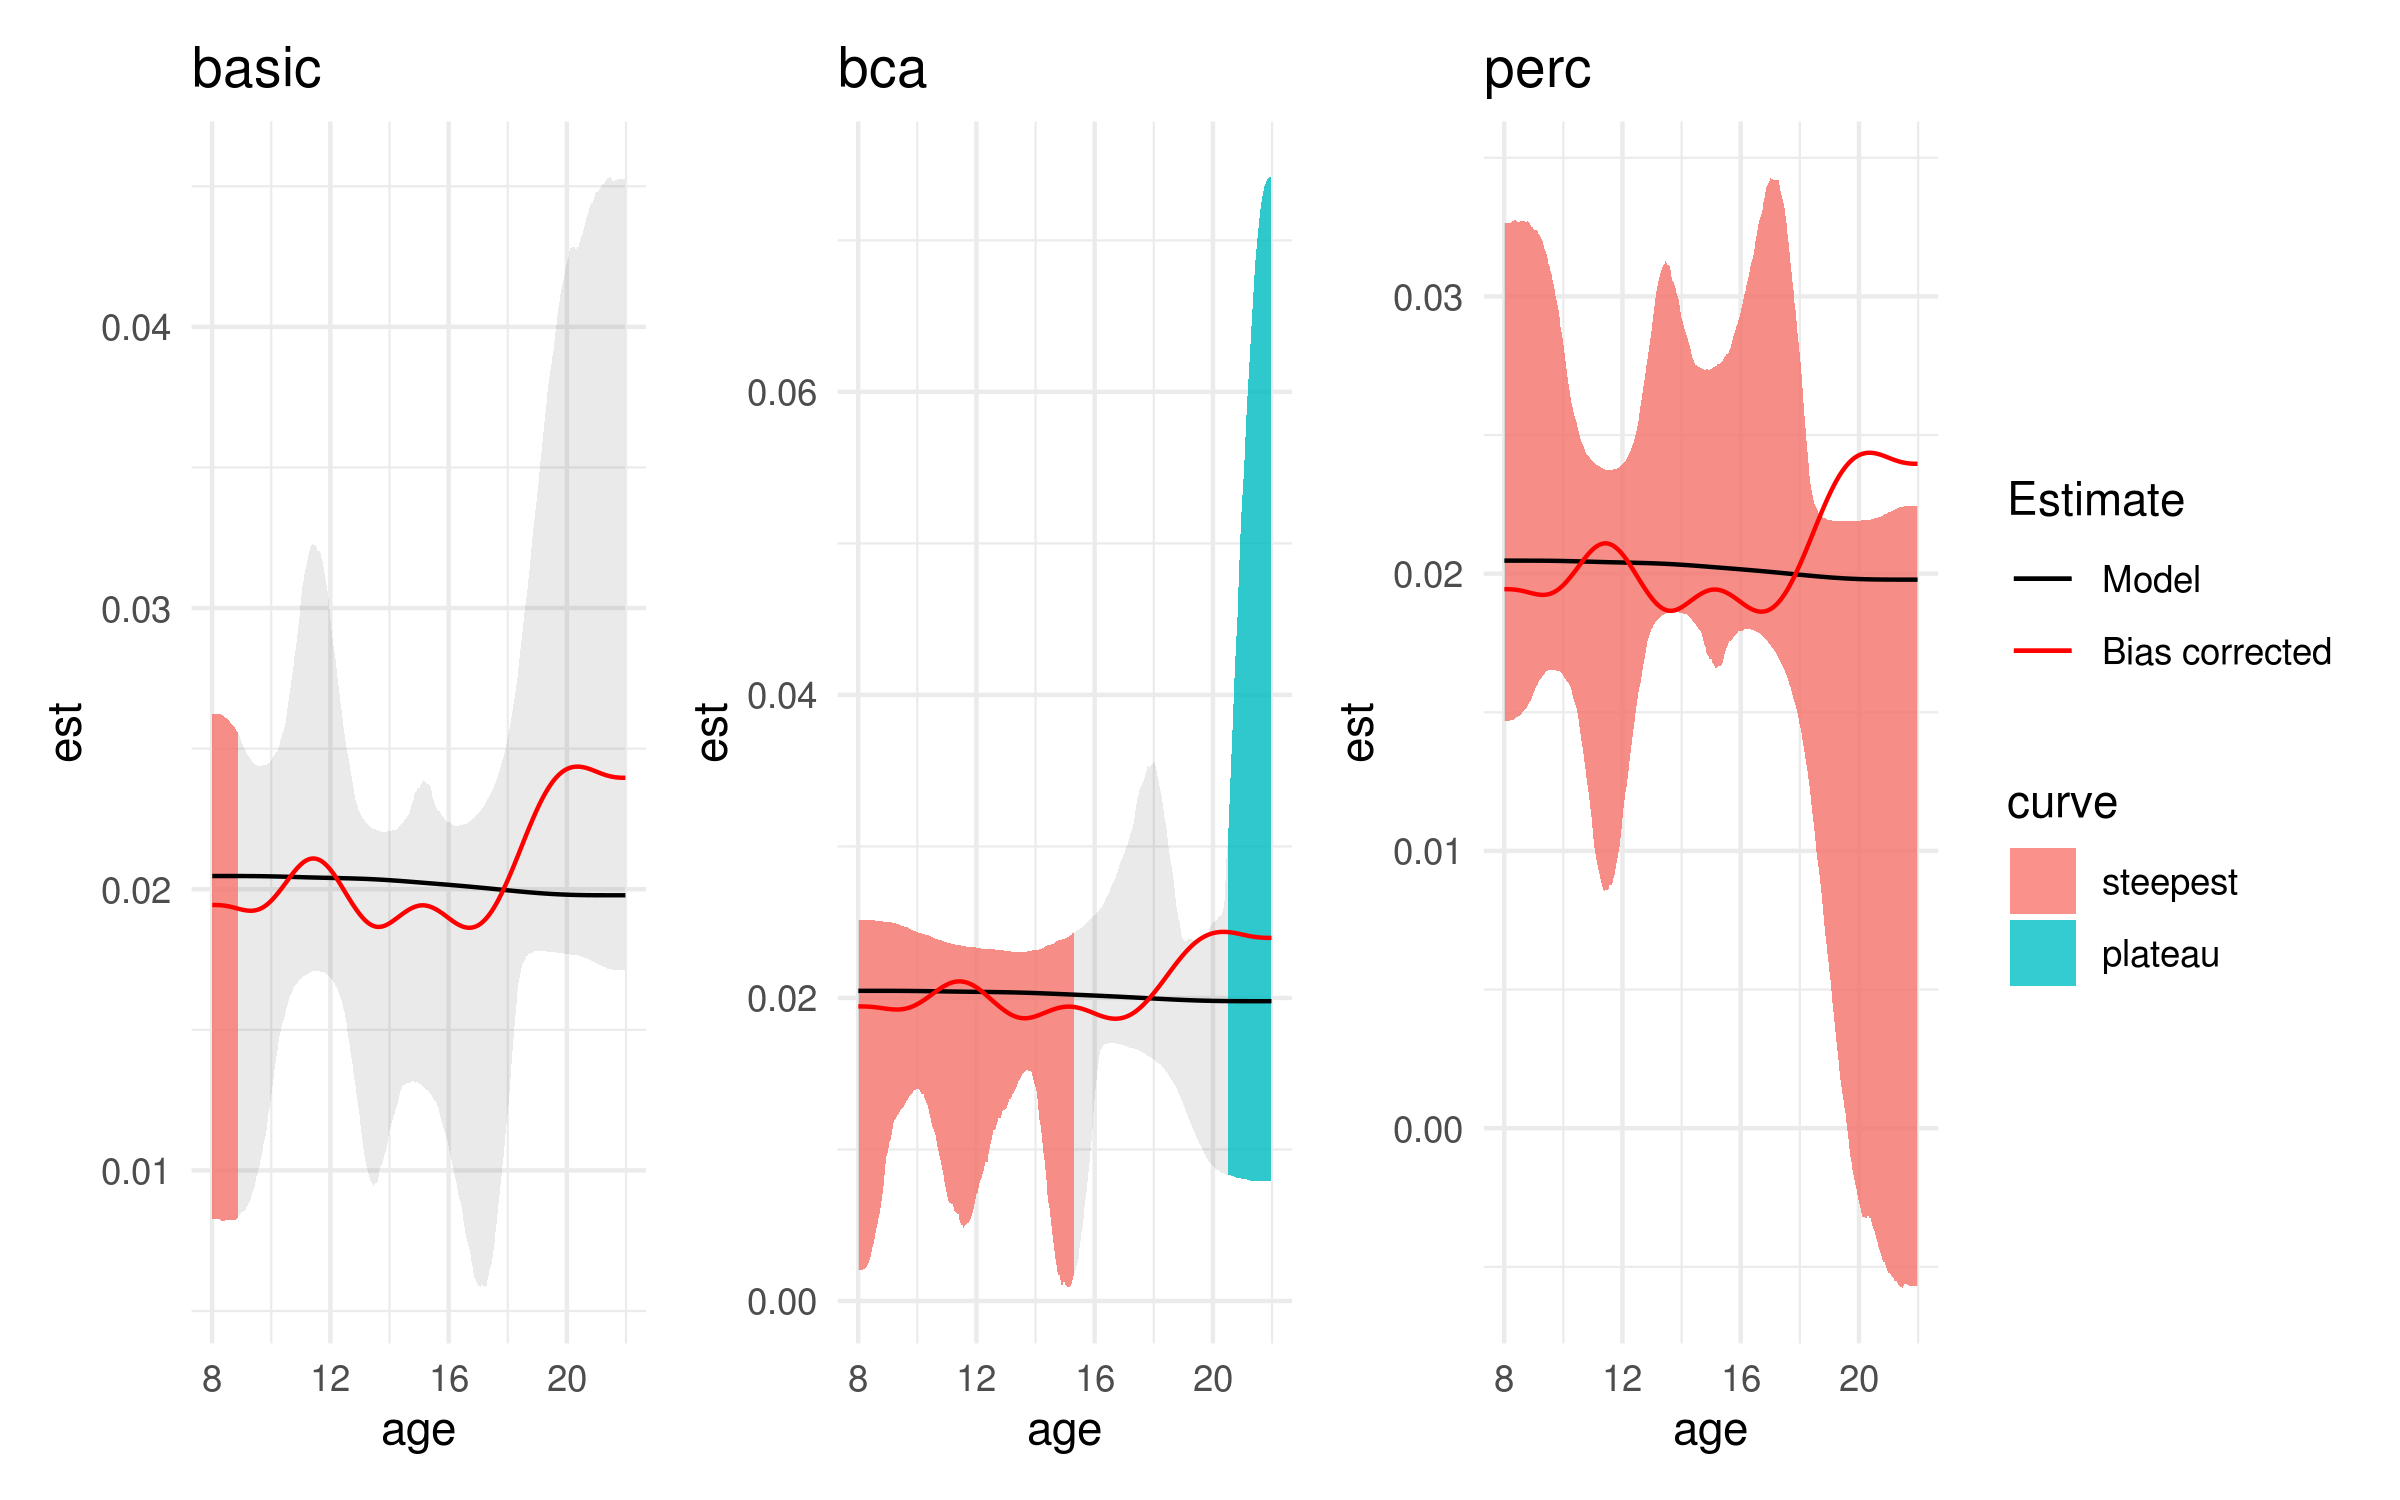 basic
est
0.04
0.03
0.02
0.01
8 12 16 20
age
bca
est
0.06
0.04
0.02
0.00
8 12 16 20
age
perc
est
0.03
0.02
0.01
0.00
8 12 16 20
age
Estimate
Model
Bias corrected
curve
steepest
plateau